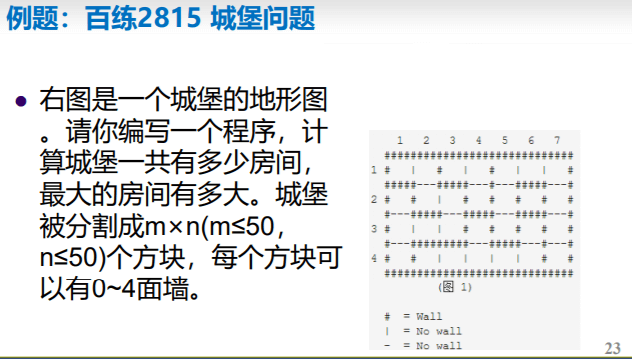 例题：百练2815 城堡问题
● 右图是一个城堡的地形图
。请你编写一个程序，计
算城堡一共有多少房间，
最大的房间有多大。城堡
被分割成m×n(m≤50，
n≤50)个方块，每个方块可
以有0~4面墙。
1 2 3 4 5 6 7
#############################
1 # | # | # | | #
#####---#####---#---#####---#
2 # # | # # # # #
#---#####---#####---#####---#
3 # | | # # # # #
#---#########---#####---#---#
4 # # | | | | # #
#############################
(图 1)
# = Wall
| = No wall
- = No wall
23